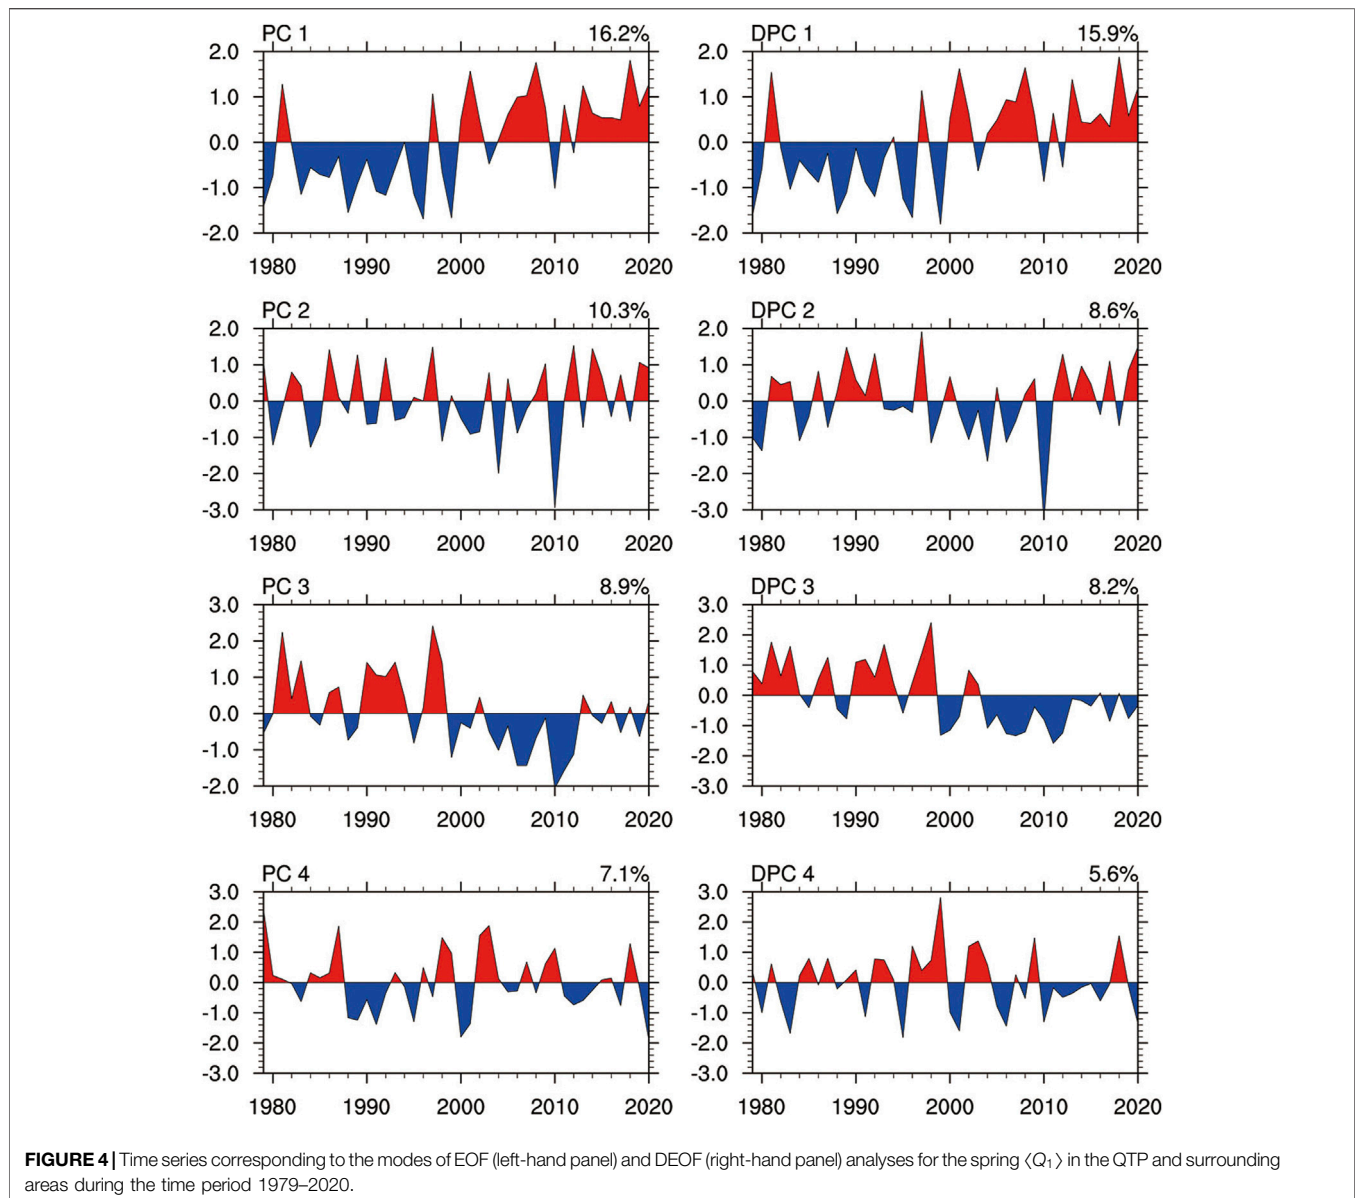 PC 1 16.2% DPC 1 15.9%
2.0 2.0
1.0 1.0
0.0 0.0
-1.0 -1.0
-2.0 -2.0
1980 1990 2000 2010 2020 1980 1990 2000 2010 2020
PC 2 10.3% DPC 2 8.6%
2.0 2.0
1.0 1.0
0.0 0.0
-1.0 -1.0
-2.0 -2.0
-3.0 -3.0
1980 1990 2000 2010 2020 1980 1990 2000 2010 2020
PC 3 8.9% DPC 3 8.2%
3.0 3.0
2.0 2.0
1.0 1.0
0.0 0.0
-1.0 -1.0
-2.0 -2.0
-3.0
1980 1990 2000 2010 2020 1980 1990 2000 2010 2020
PC 4 7.1% DPC 4 5.6%
3.0 3.0
2.0 2.0
1.0 1.0
0.0 0.0
-1.0 -1.0
-2.0 -2.0
-3.0 -3.0
1980 1990 2000 2010 2020 1980 1990 2000 2010 2020
FIGURE 4 | Time series corresponding to the modes of EOF (left-hand panel) and DEOF (right-hand panel) analyses for the spring ⟨Q₁⟩ in the QTP and surrounding
areas during the time period 1979–2020.